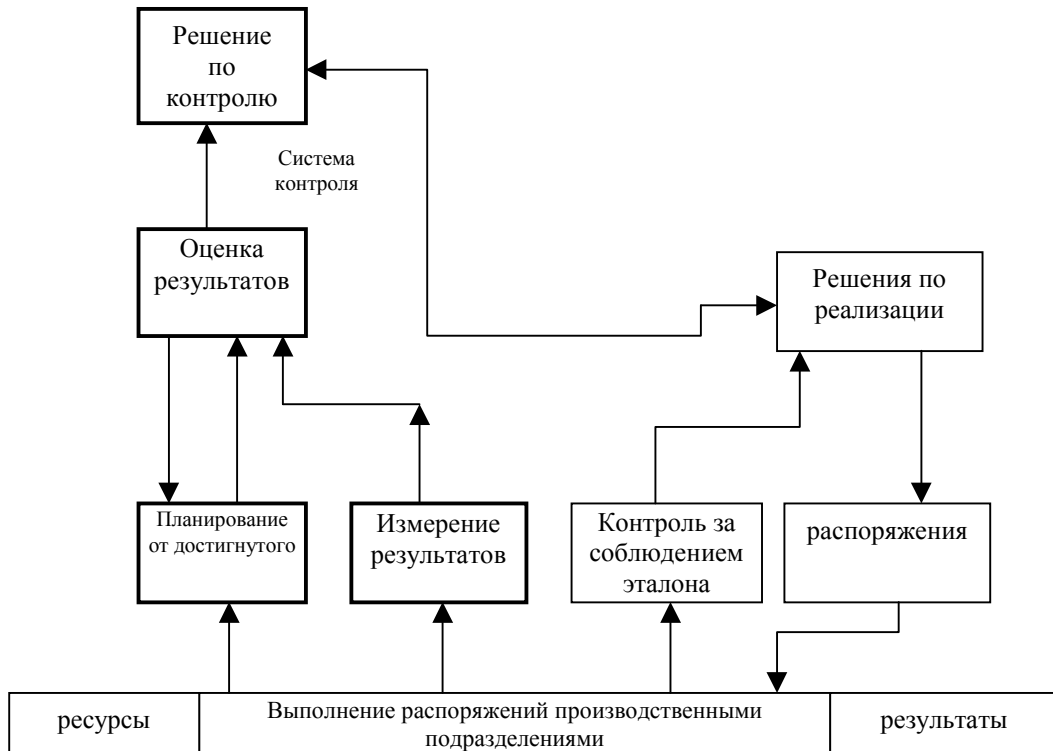 Решение
по
контролю
Система
контроля
Оценка
результатов
Решения по
реализации
Планирование
от достигнутого
Измерение
результатов
Контроль за
соблюдением
эталона
распоряжения
ресурсы
Выполнение распоряжений производственными
подразделениями
результаты